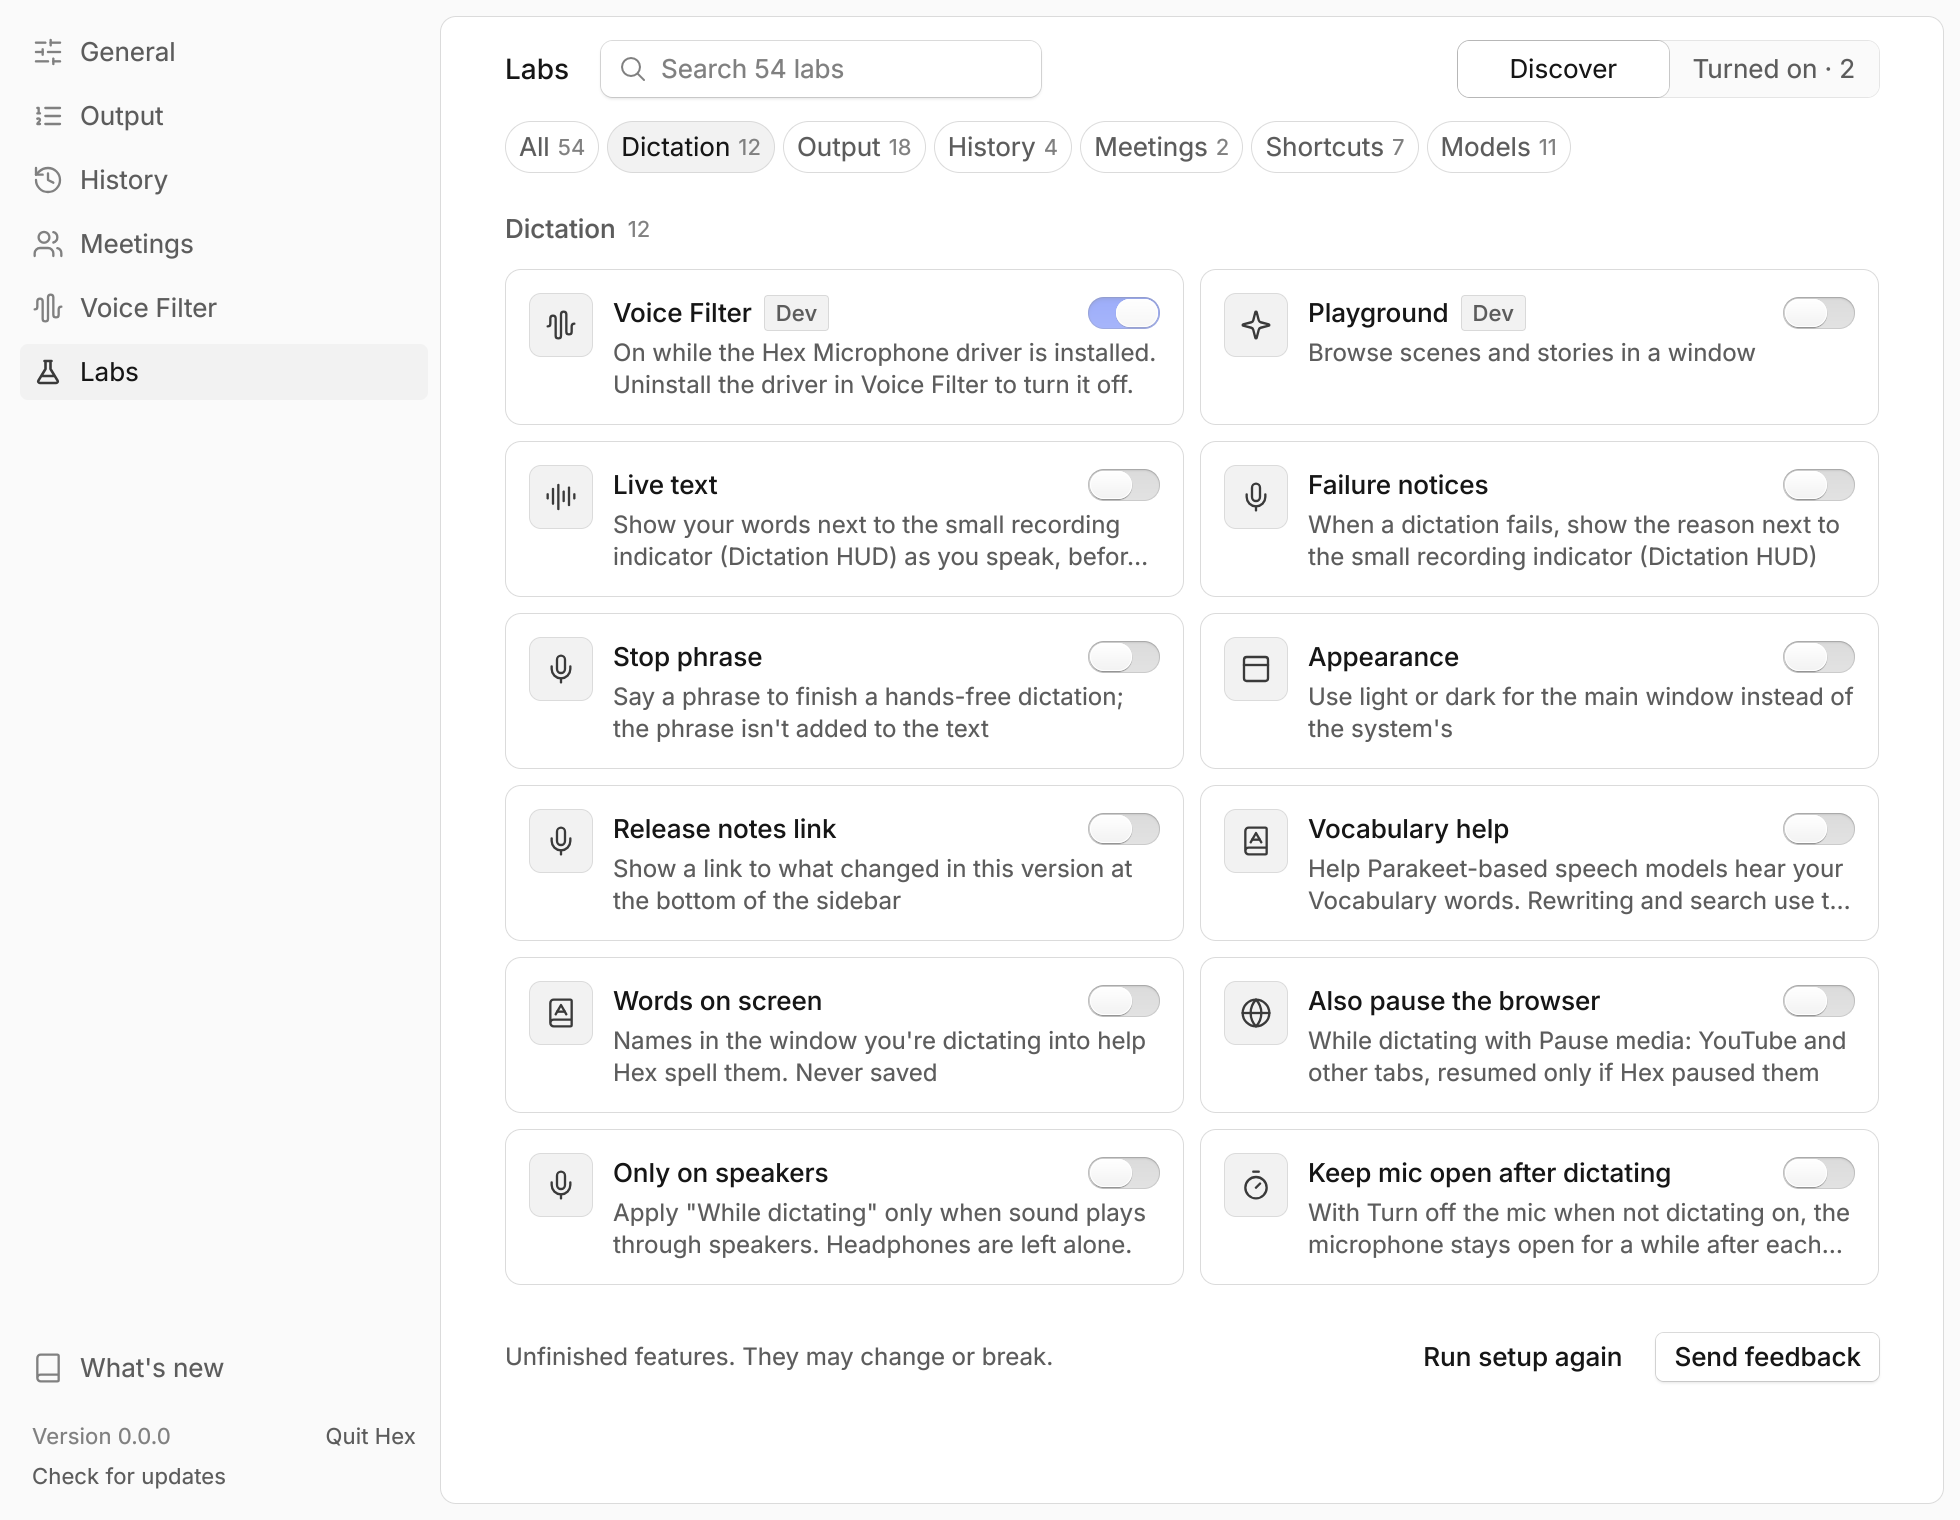 General
Output
History
Meetings
Voice Filter
Labs
What's new
Version 0.0.0
Quit Hex
Check for updates
Labs
Search 54 labs
Discover
Turned on · 2
All 54
Dictation 12
Output 18
History 4
Meetings 2
Shortcuts 7
Models 11
Dictation 12
Voice Filter Dev
On while the Hex Microphone driver is installed.
Uninstall the driver in Voice Filter to turn it off.
Playground Dev
Browse scenes and stories in a window
Live text
Show your words next to the small recording
indicator (Dictation HUD) as you speak, befor...
Failure notices
When a dictation fails, show the reason next to
the small recording indicator (Dictation HUD)
Stop phrase
Say a phrase to finish a hands-free dictation;
the phrase isn't added to the text
Appearance
Use light or dark for the main window instead of
the system's
Release notes link
Show a link to what changed in this version at
the bottom of the sidebar
Vocabulary help
Help Parakeet-based speech models hear your
Vocabulary words. Rewriting and search use t...
Words on screen
Names in the window you're dictating into help
Hex spell them. Never saved
Also pause the browser
While dictating with Pause media: YouTube and
other tabs, resumed only if Hex paused them
Only on speakers
Apply "While dictating" only when sound plays
through speakers. Headphones are left alone.
Keep mic open after dictating
With Turn off the mic when not dictating on, the
microphone stays open for a while after each...
Unfinished features. They may change or break.
Run setup again
Send feedback